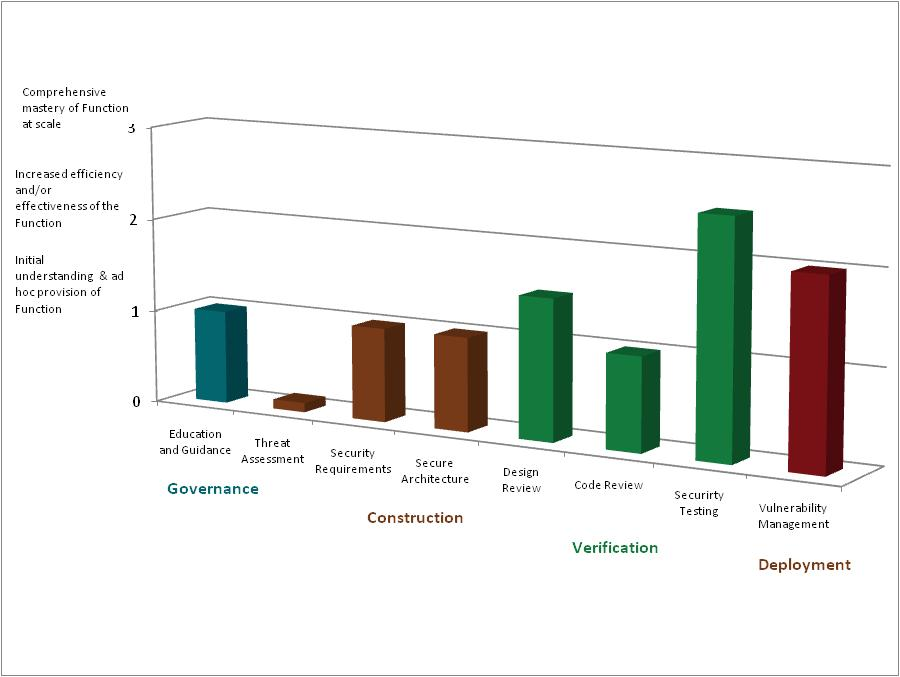 Comprehensive
mastery of Function
at scale
3
Increased efficiency
and/or
effectiveness of the
Function
2
Initial
understanding & ad
hoc provision of
Function
1
0
Education
and Guidance
Threat
Assessment
Security
Requirements
Secure
Architecture
Design
Review
Code Review
Securirty
Testing
Vulnerability
Management
Governance
Construction
Verification
Deployment